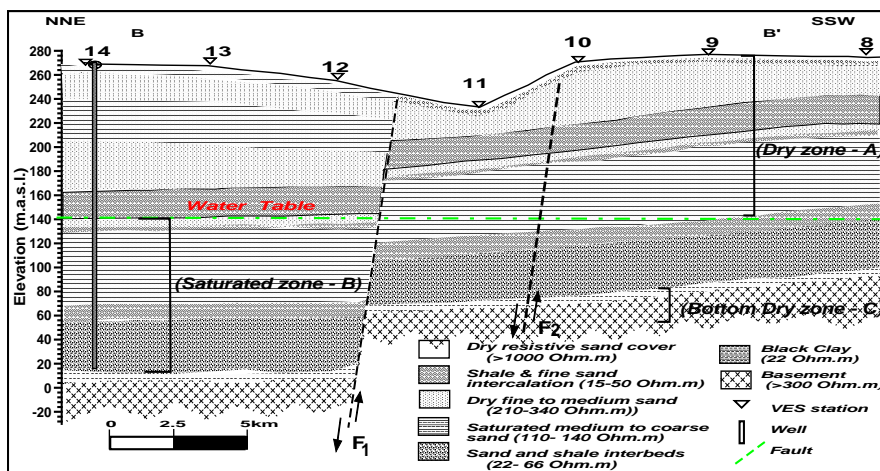 NNE
SSW
B
B'
14
13
12
11
10
9
8
Elevation (m.a.s.l.)
280
260
240
220
200
180
160
140
120
100
80
60
40
20
0
-20
(Dry zone - A)
Water Table
(Saturated zone - B)
(Bottom Dry zone - C)
F1
F2
0 2.5 5km
Dry resistive sand cover
(>1000 Ohm.m)
Shale & fine sand
intercalation (15-50 Ohm.m)
Dry fine to medium sand
(210-340 Ohm.m))
Saturated medium to coarse
sand (110- 140 Ohm.m)
Sand and shale interbeds
(22- 66 Ohm.m)
Black Clay
(22 Ohm.m)
Basement
(>300 Ohm.m)
VES station
Well
Fault